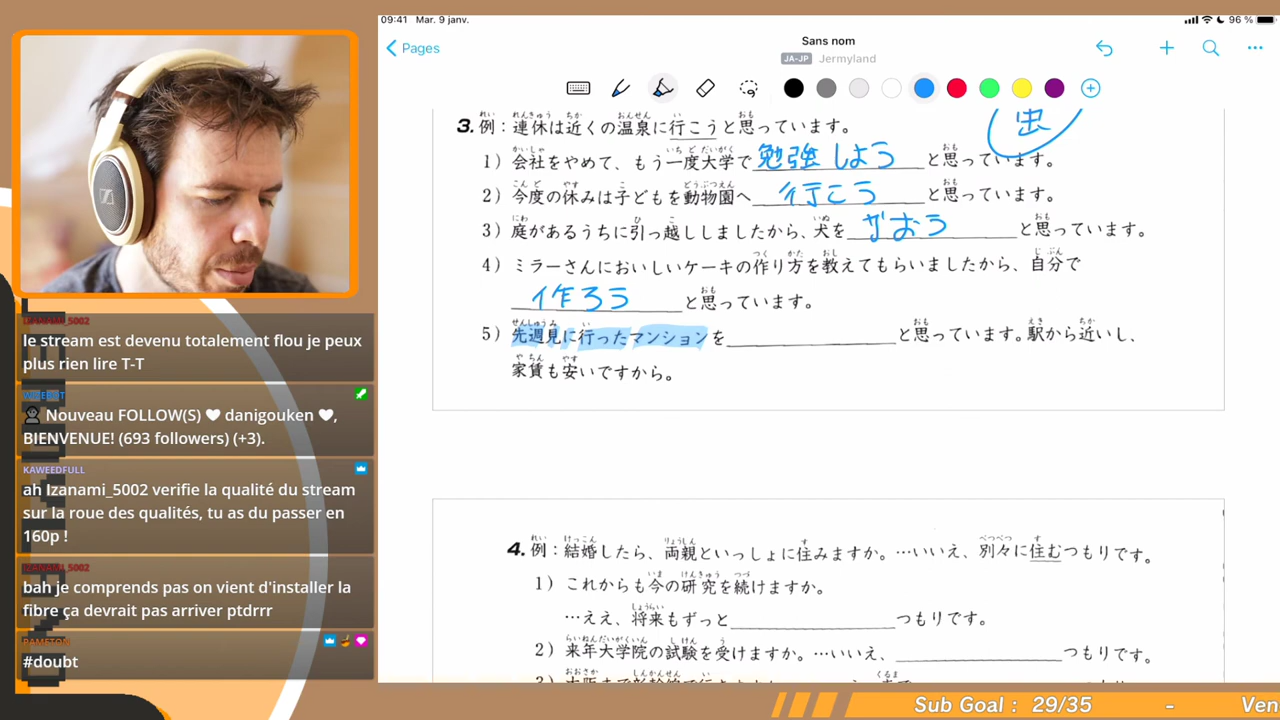 09:41 Mar. 9 janv.
96 %
Pages
Sans nom
JA-JP Jermyland
3. 例：連休は近くの温泉に行こうと思っています。
1）会社をやめて、もう一度大学で 勉強しよう と思っています。
2）今度の休みは子どもを動物園へ 行こう と思っています。
3）庭があるうちに引っ越ししましたから、犬を と思っています。
4）ミラーさんにおいしいケーキの作り方を教えてもらいましたから、自分で
作ろう と思っています。
5）先週見に行ったマンションを＿＿＿＿と思っています。駅から近いし、
家賃も安いですから。
4. 例：結婚したら、両親といっしょに住みますか。…いいえ、別々に住むつもりです。
1）これからも今の研究を続けますか。
…ええ、将来もずっと＿＿＿＿つもりです。
2）来年大学院の試験を受けますか。…いいえ、＿＿＿＿つもりです。
IZANAMI_5002
le stream est devenu totalement flou je peux
plus rien lire T-T
Nouveau FOLLOW(S) ♥ danigouken ♥,
BIENVENUE! (693 followers) (+3).
KAWEEDFULL
ah Izanami_5002 verifie la qualité du stream
sur la roue des qualités, tu as du passer en
160p !
IZANAMI_5002
bah je comprends pas on vient d'installer la
fibre ça devrait pas arriver ptdrrr
#doubt
Sub Goal : 29/35 - Ven